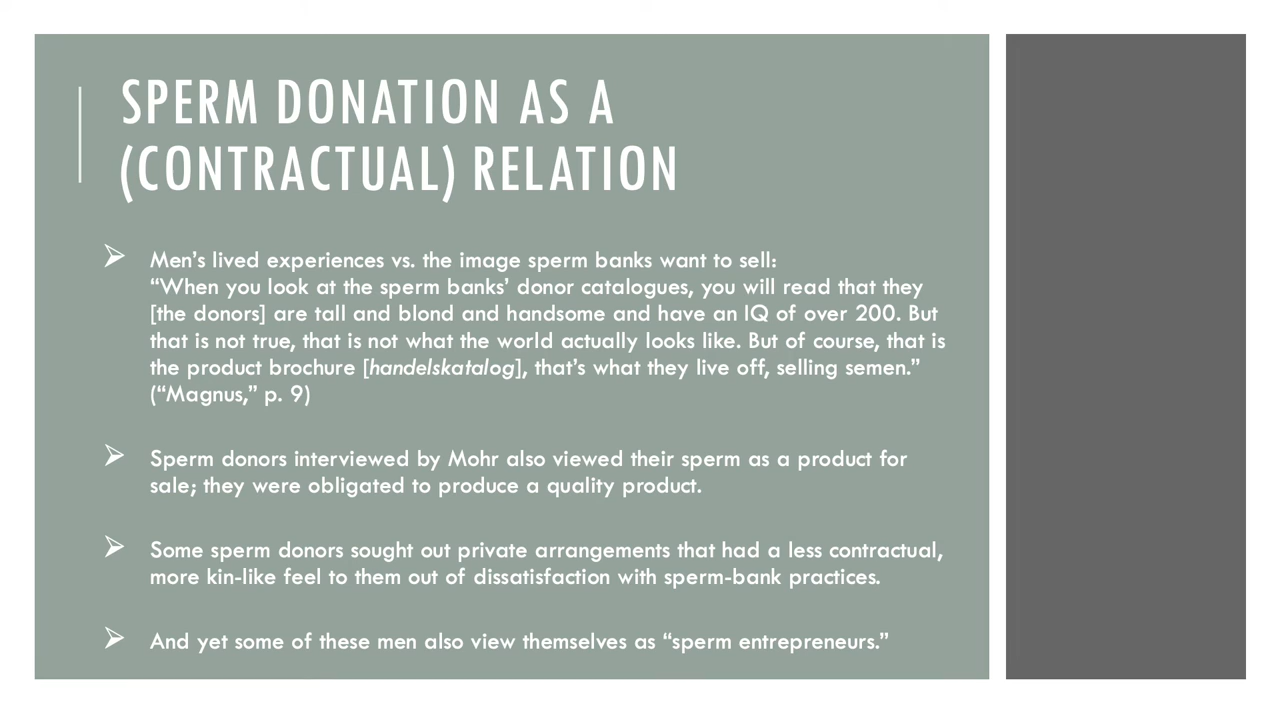 SPERM DONATION AS A
(CONTRACTUAL) RELATION
➢ Men’s lived experiences vs. the image sperm banks want to sell:
“When you look at the sperm banks’ donor catalogues, you will read that they
[the donors] are tall and blond and handsome and have an IQ of over 200. But
that is not true, that is not what the world actually looks like. But of course, that is
the product brochure [handelskatalog], that’s what they live off, selling semen.”
(“Magnus,” p. 9)
➢ Sperm donors interviewed by Mohr also viewed their sperm as a product for
sale; they were obligated to produce a quality product.
➢ Some sperm donors sought out private arrangements that had a less contractual,
more kin-like feel to them out of dissatisfaction with sperm-bank practices.
➢ And yet some of these men also view themselves as “sperm entrepreneurs.”